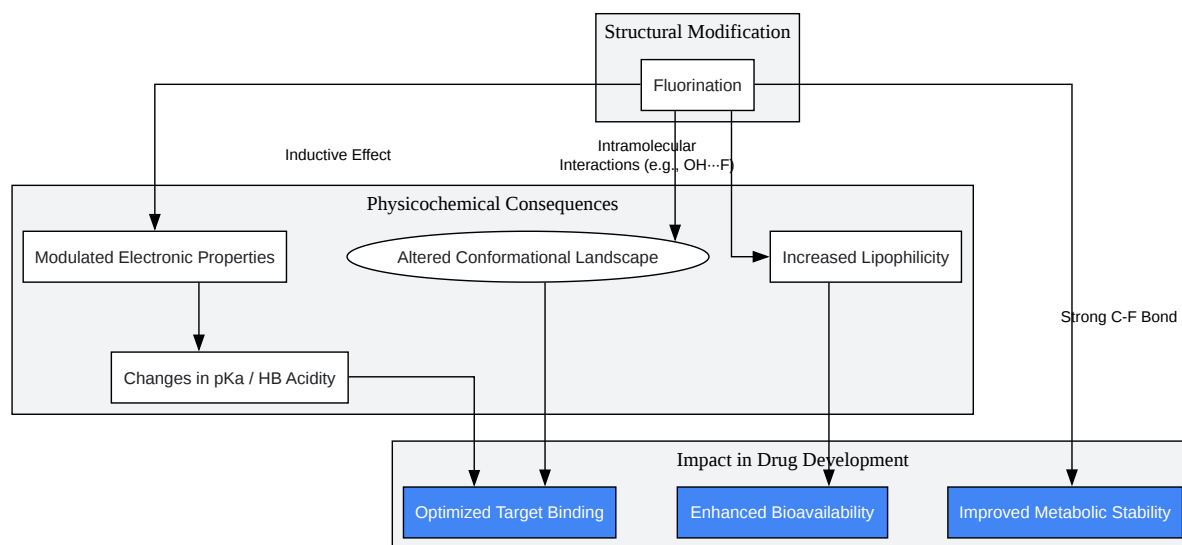 Structural Modification
Fluorination
Inductive Effect
Intramolecular
Interactions (e.g., OH···F)
Physicochemical Consequences
Modulated Electronic Properties
Altered Conformational Landscape
Increased Lipophilicity
Strong C-F Bond
Changes in pKa / HB Acidity
Impact in Drug Development
Optimized Target Binding
Enhanced Bioavailability
Improved Metabolic Stability